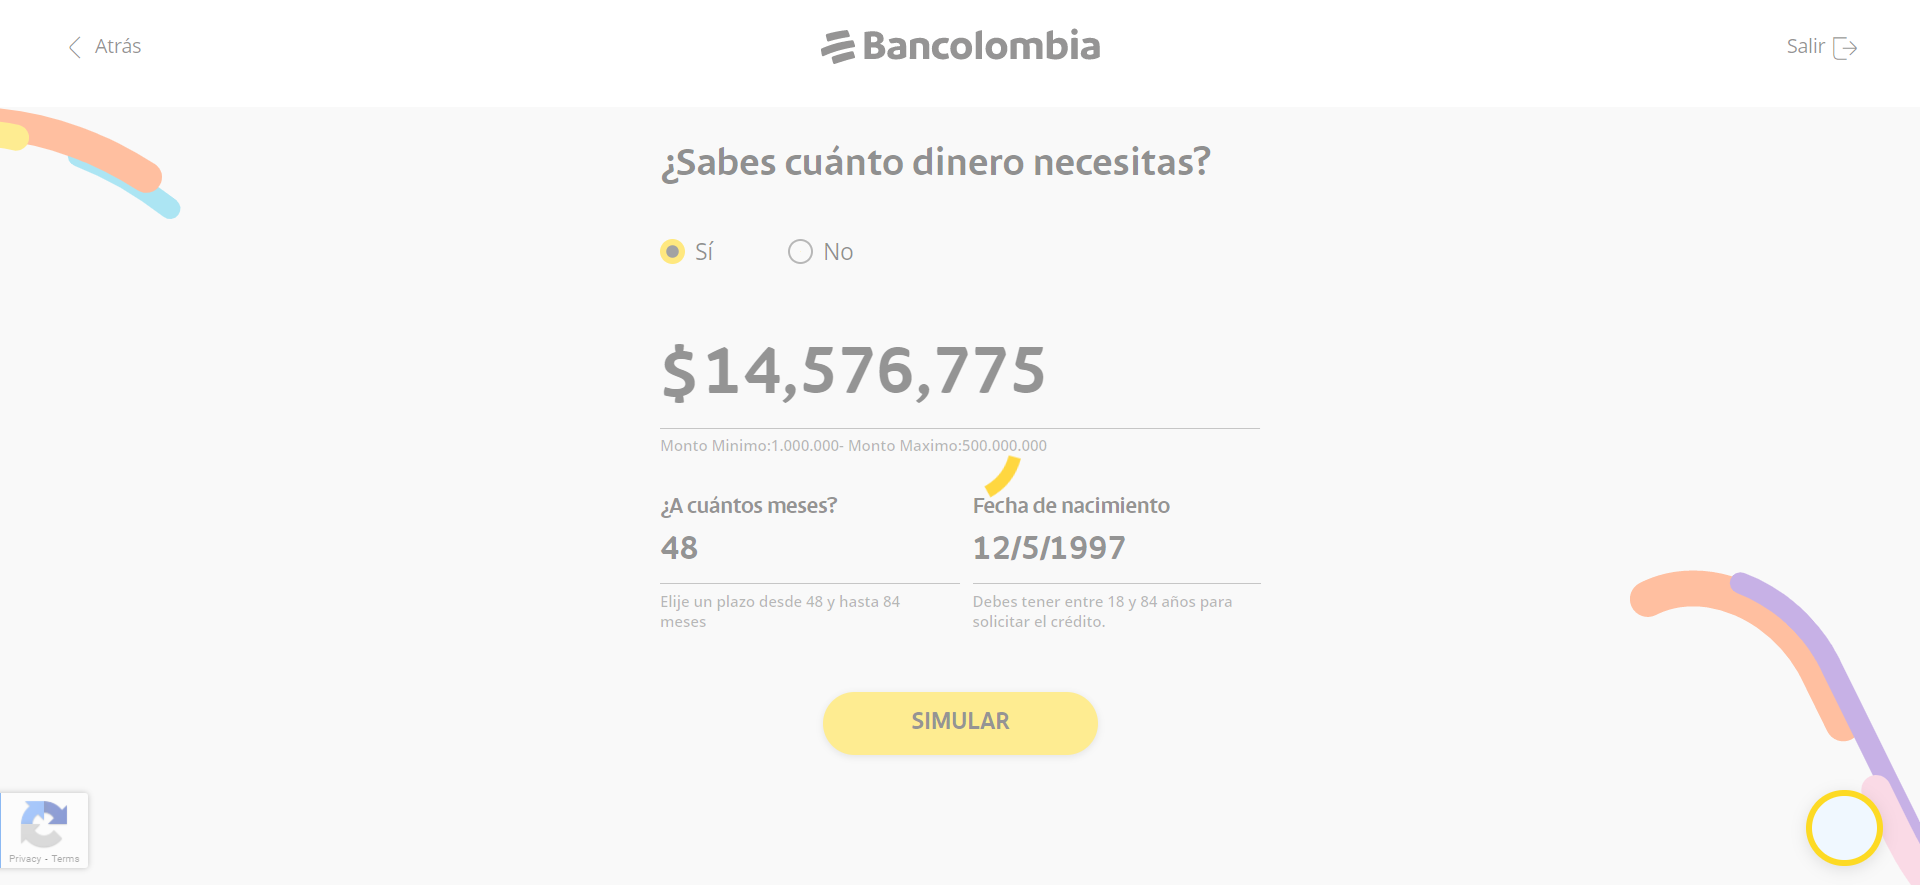 Atrás
Bancolombia
Salir
¿Sabes cuánto dinero necesitas?
Sí
No
$14,576,775
Monto Minimo:1.000.000- Monto Maximo:500.000.000
¿A cuántos meses?
48
Elije un plazo desde 48 y hasta 84
meses
Fecha de nacimiento
12/5/1997
Debes tener entre 18 y 84 años para
solicitar el crédito.
SIMULAR
Privacy - Terms